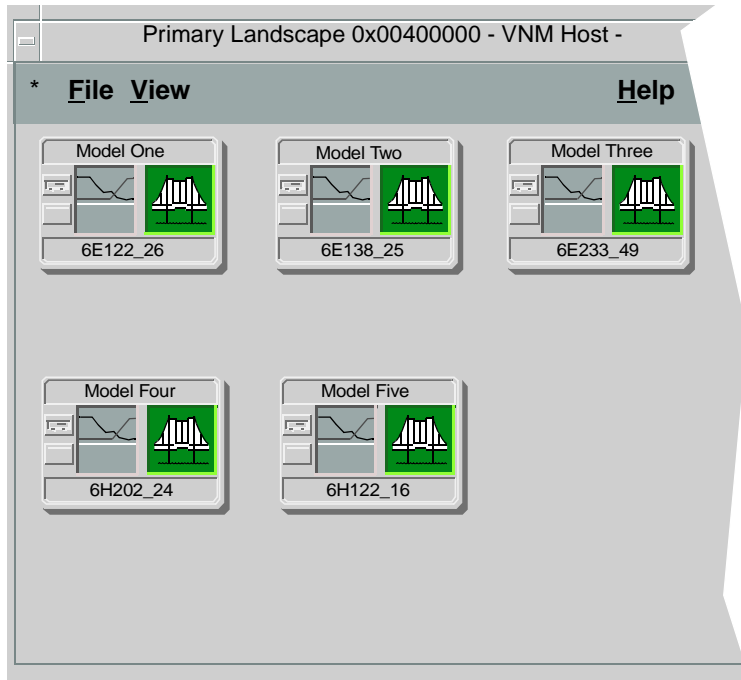 Primary Landscape 0x00400000 - VNM Host -
* File View Help
Model One Model Two Model Three
6E122_26 6E138_25 6E233_49
Model Four Model Five
6H202_24 6H122_16